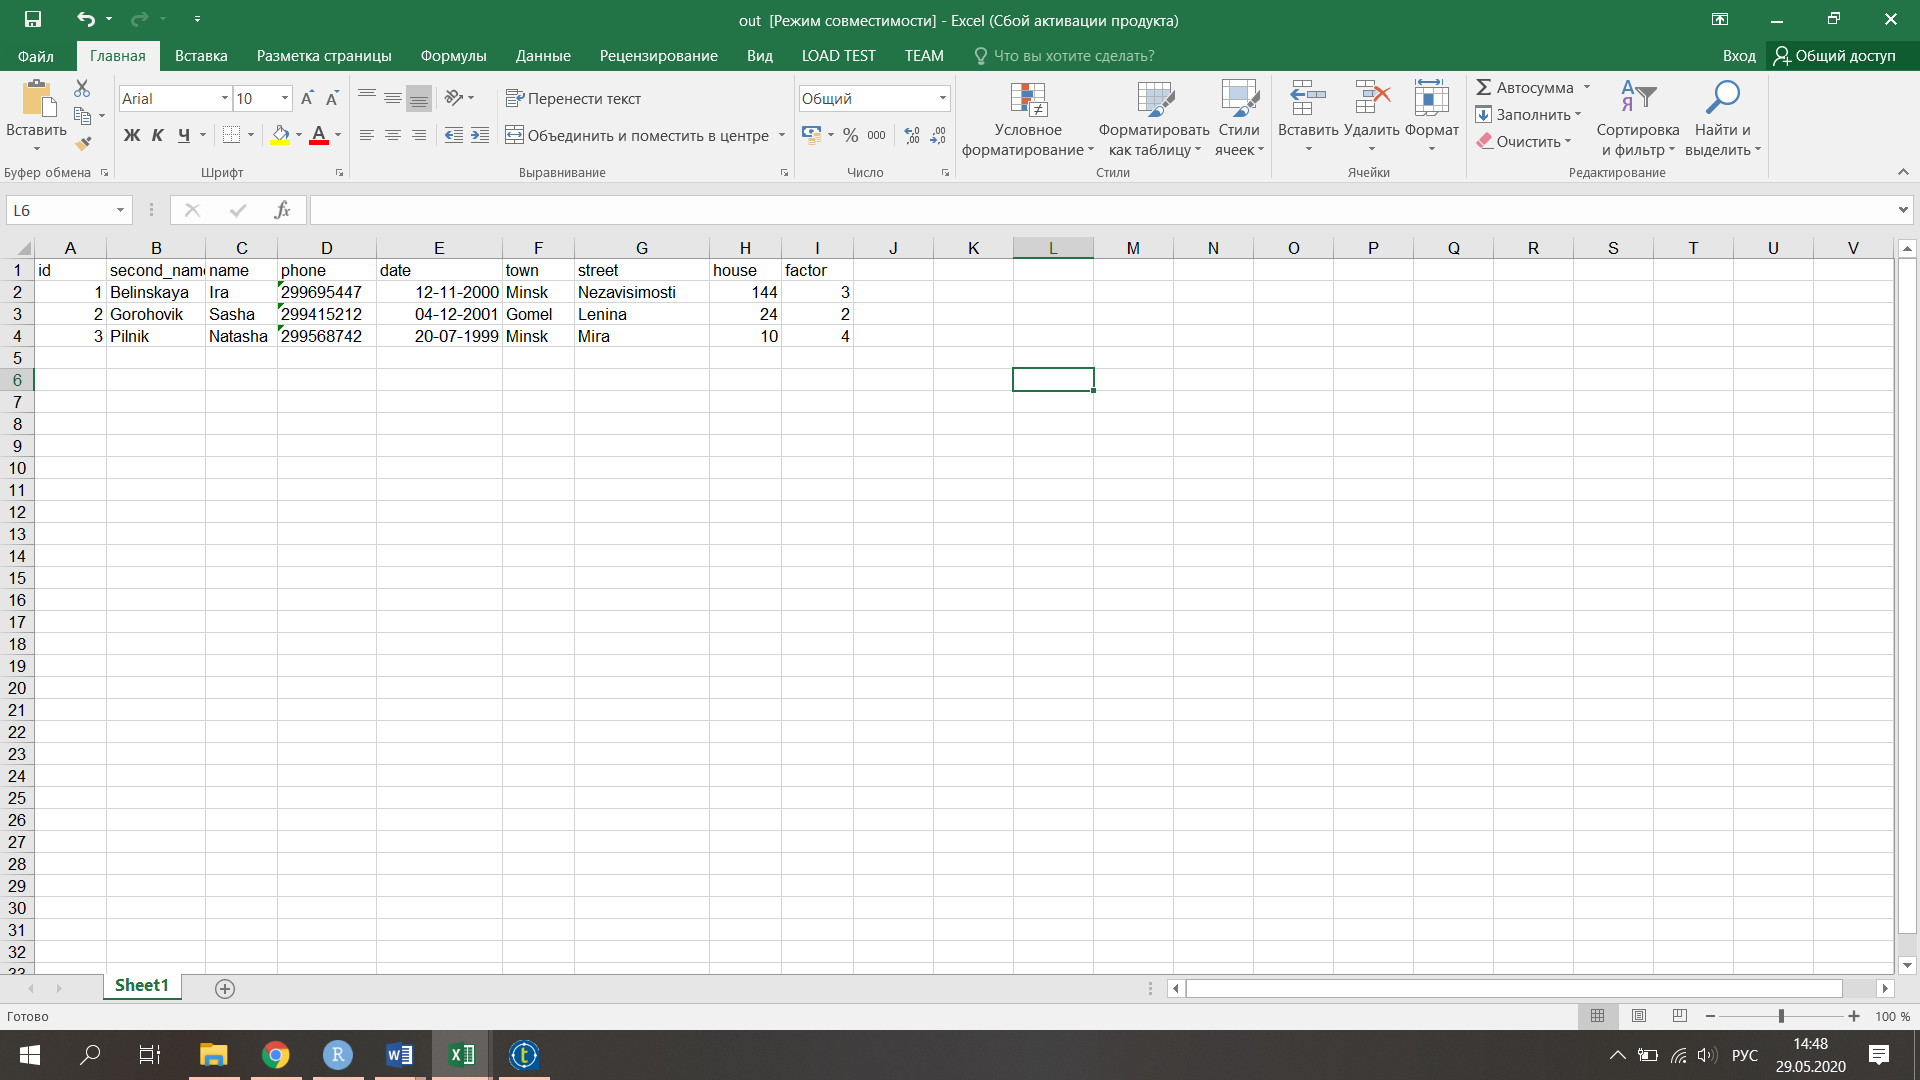 out [Режим совместимости] - Excel (Сбой активации продукта)
Файл Главная Вставка Разметка страницы Формулы Данные Рецензирование Вид LOAD TEST TEAM Что вы хотите сделать? Вход Общий доступ
Вставить
Arial 10
Ж К Ч А
Перенести текст
Объединить и поместить в центре
Общий
% 000
Условное форматирование
Форматировать как таблицу
Стили ячеек
Вставить Удалить Формат
Автосумма
Заполнить
Очистить
Сортировка и фильтр
Найти и выделить
Буфер обмена Шрифт Выравнивание Число Стили Ячейки Редактирование
L6 fx
A B C D E F G H I J K L M N O P Q R S T U V
1 id second_name name phone date town street house factor
2 1 Belinskaya Ira 299695447 12-11-2000 Minsk Nezavisimosti 144 3
3 2 Gorohovik Sasha 299415212 04-12-2001 Gomel Lenina 24 2
4 3 Pilnik Natasha 299568742 20-07-1999 Minsk Mira 10 4
5
6
7
8
9
10
11
12
13
14
15
16
17
18
19
20
21
22
23
24
25
26
27
28
29
30
31
32
33
Sheet1
Готово 100 %
РУС 14:48
29.05.2020